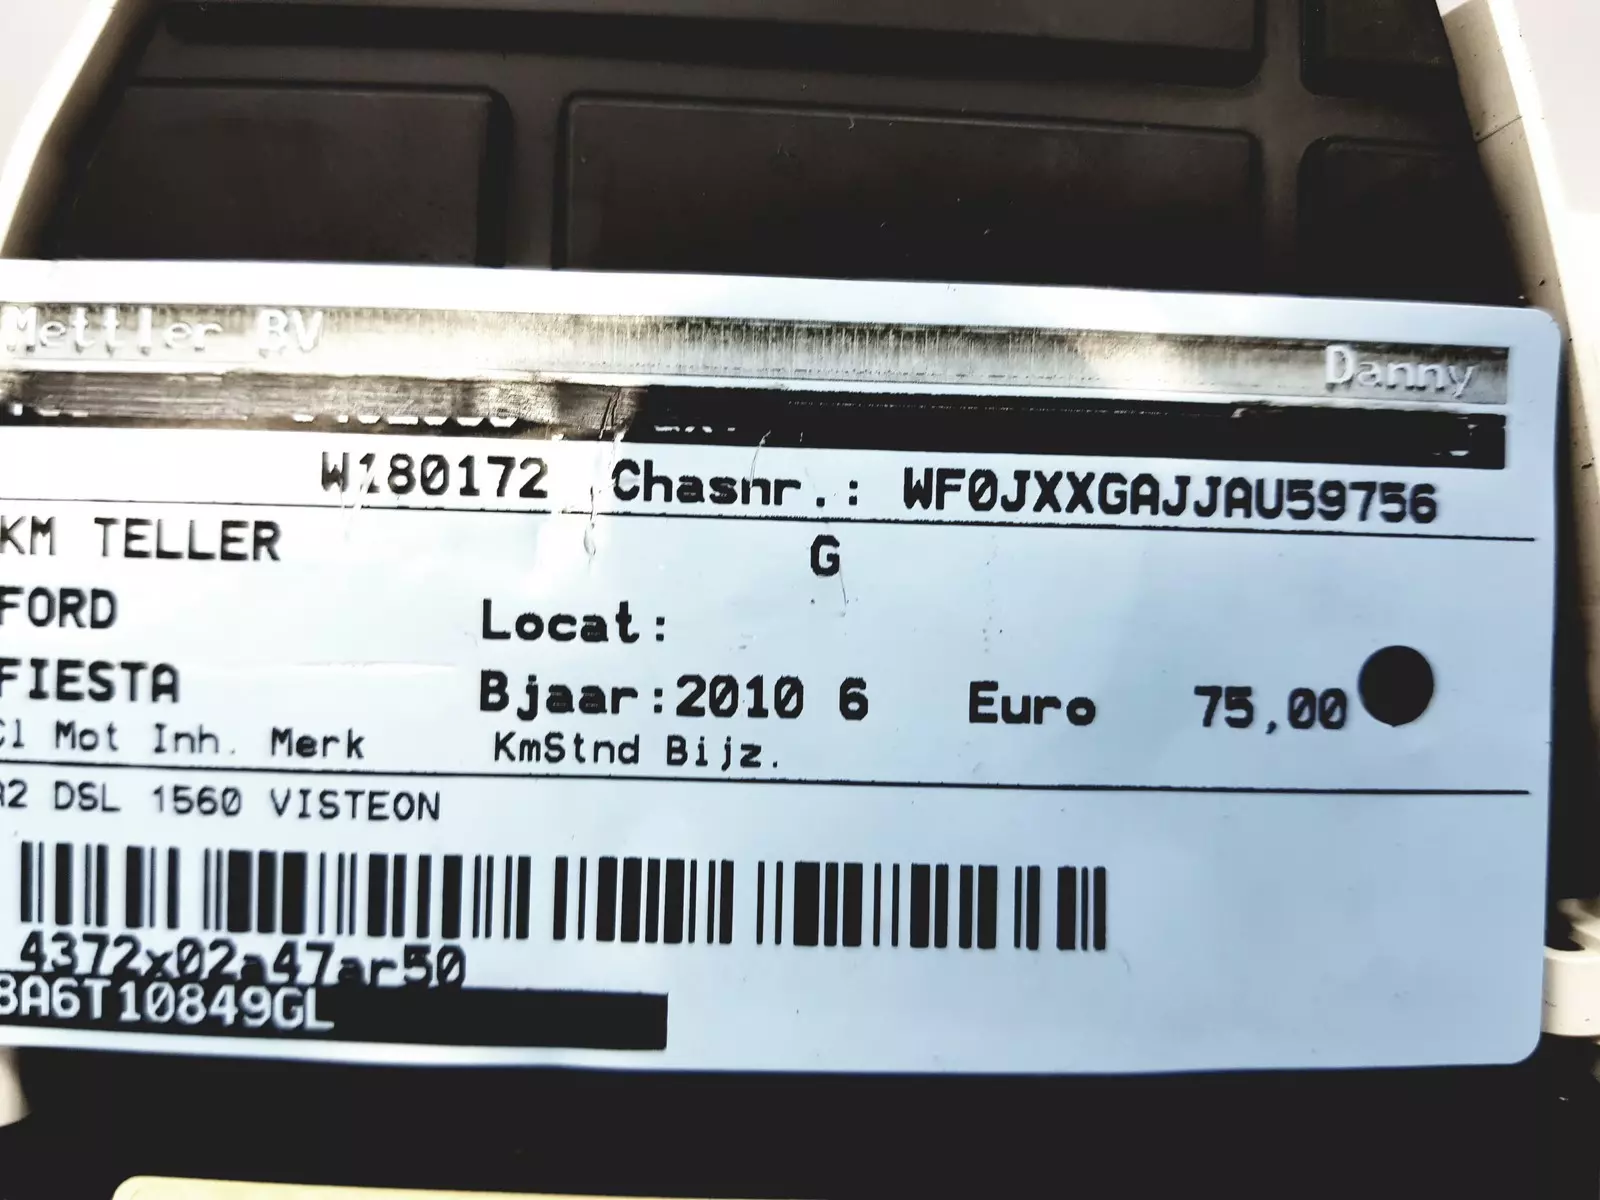 Mettler BV Danny
W180172 Chasnr.: WF0JXXGAJJAU59756
KM TELLER G
FORD Locat:
FIESTA Bjaar:2010 6 Euro 75,00
Cl Mot Inh. Merk KmStnd Bijz.
A2 DSL 1560 VISTEON
4372x02a47ar50
8A6T10849GL